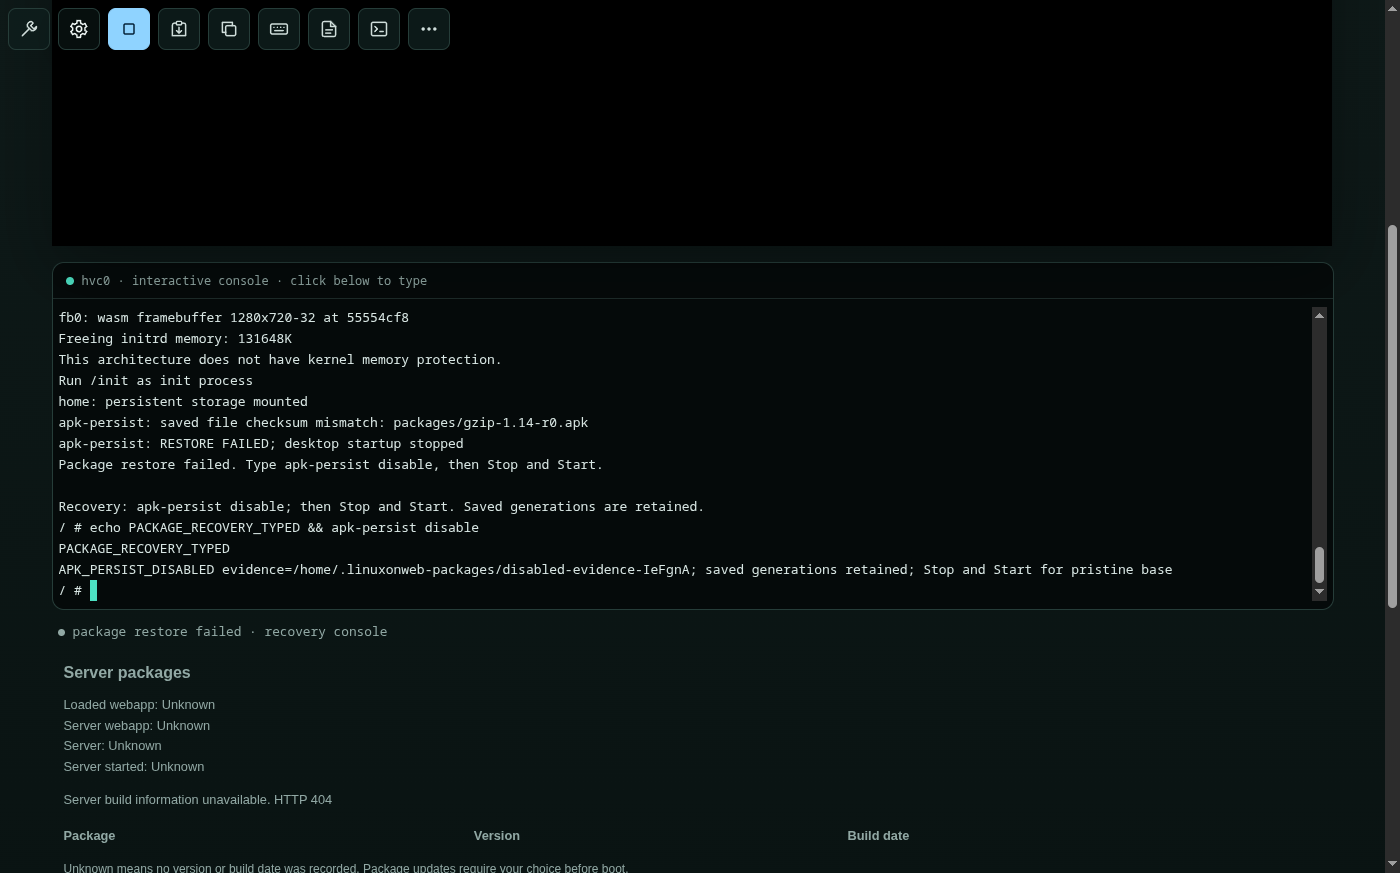 hvc0 · interactive console · click below to type
fb0: wasm framebuffer 1280x720-32 at 55554cf8
Freeing initrd memory: 131648K
This architecture does not have kernel memory protection.
Run /init as init process
home: persistent storage mounted
apk-persist: saved file checksum mismatch: packages/gzip-1.14-r0.apk
apk-persist: RESTORE FAILED; desktop startup stopped
Package restore failed. Type apk-persist disable, then Stop and Start.
Recovery: apk-persist disable; then Stop and Start. Saved generations are retained.
/ # echo PACKAGE_RECOVERY_TYPED && apk-persist disable
PACKAGE_RECOVERY_TYPED
APK_PERSIST_DISABLED evidence=/home/.linuxonweb-packages/disabled-evidence-IeFgnA; saved generations retained; Stop and Start for pristine base
/ #
package restore failed · recovery console
Server packages
Loaded webapp: Unknown
Server webapp: Unknown
Server: Unknown
Server started: Unknown
Server build information unavailable. HTTP 404
Package Version Build date
Unknown means no version or build date was recorded. Package updates require your choice before boot.